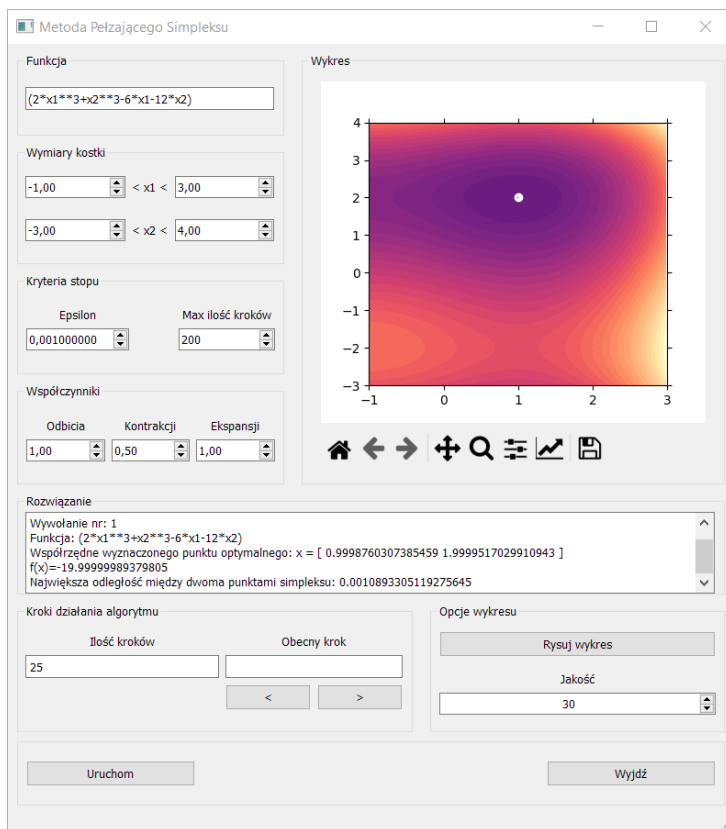 Metoda Pełzającego Simpleksu
Funkcja
(2*x1**3+x2**3-6*x1-12*x2)
Wymiary kostki
-1,00 < x1 < 3,00
-3,00 < x2 < 4,00
Kryteria stopu
Epsilon Max ilość kroków
0,001000000 200
Współczynniki
Odbicia Kontrakcji Ekspansji
1,00 0,50 1,00
Wykres
4
3
2
1
0
−1
−2
−3
−1 0 1 2 3
Rozwiązanie
Wywołanie nr: 1
Funkcja: (2*x1**3+x2**3-6*x1-12*x2)
Współrzędne wyznaczonego punktu optymalnego: x = [ 0.9998760307385459 1.9999517029910943 ]
f(x)=-19.99999989379805
Największa odległość między dwoma punktami simpleksu: 0.0010893305119275645
Kroki działania algorytmu
Ilość kroków Obecny krok
25
< >
Opcje wykresu
Rysuj wykres
Jakość
30
Uruchom Wyjdź